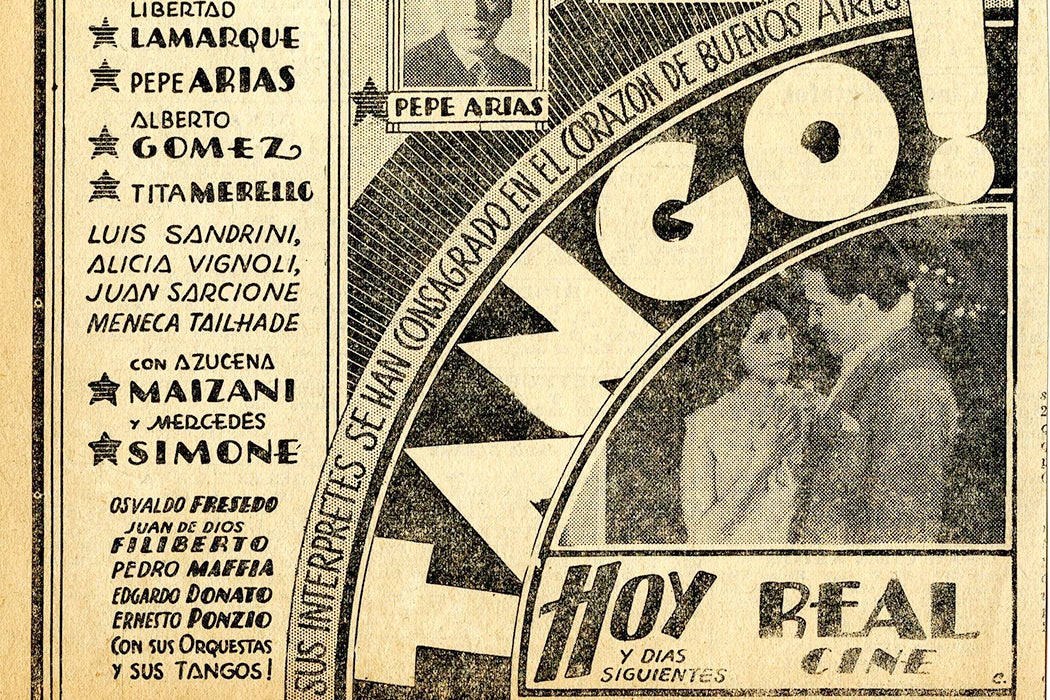 LIBERTAD
LAMARQUE
PEPE ARIAS
ALBERTO
GOMEZ
TITA MERELLO
LUIS SANDRINI,
ALICIA VIGNOLI,
JUAN SARCIONE
MENECA TAILHADE
CON AZUCENA
MAIZANI
Y MERCEDES
SIMONE
OSVALDO FRESEDO
JUAN DE DIOS
FILIBERTO
PEDRO MAFFIA
EDGARDO DONATO
ERNESTO PONZIO
CON SUS ORQUESTAS
Y SUS TANGOS!
PEPE ARIAS
SUS INTERPRETES SE HAN CONSAGRADO EN EL CORAZON DE BUENOS AIRES
TANGO!
HOY
Y DIAS
SIGUIENTES
REAL
CINE
C.